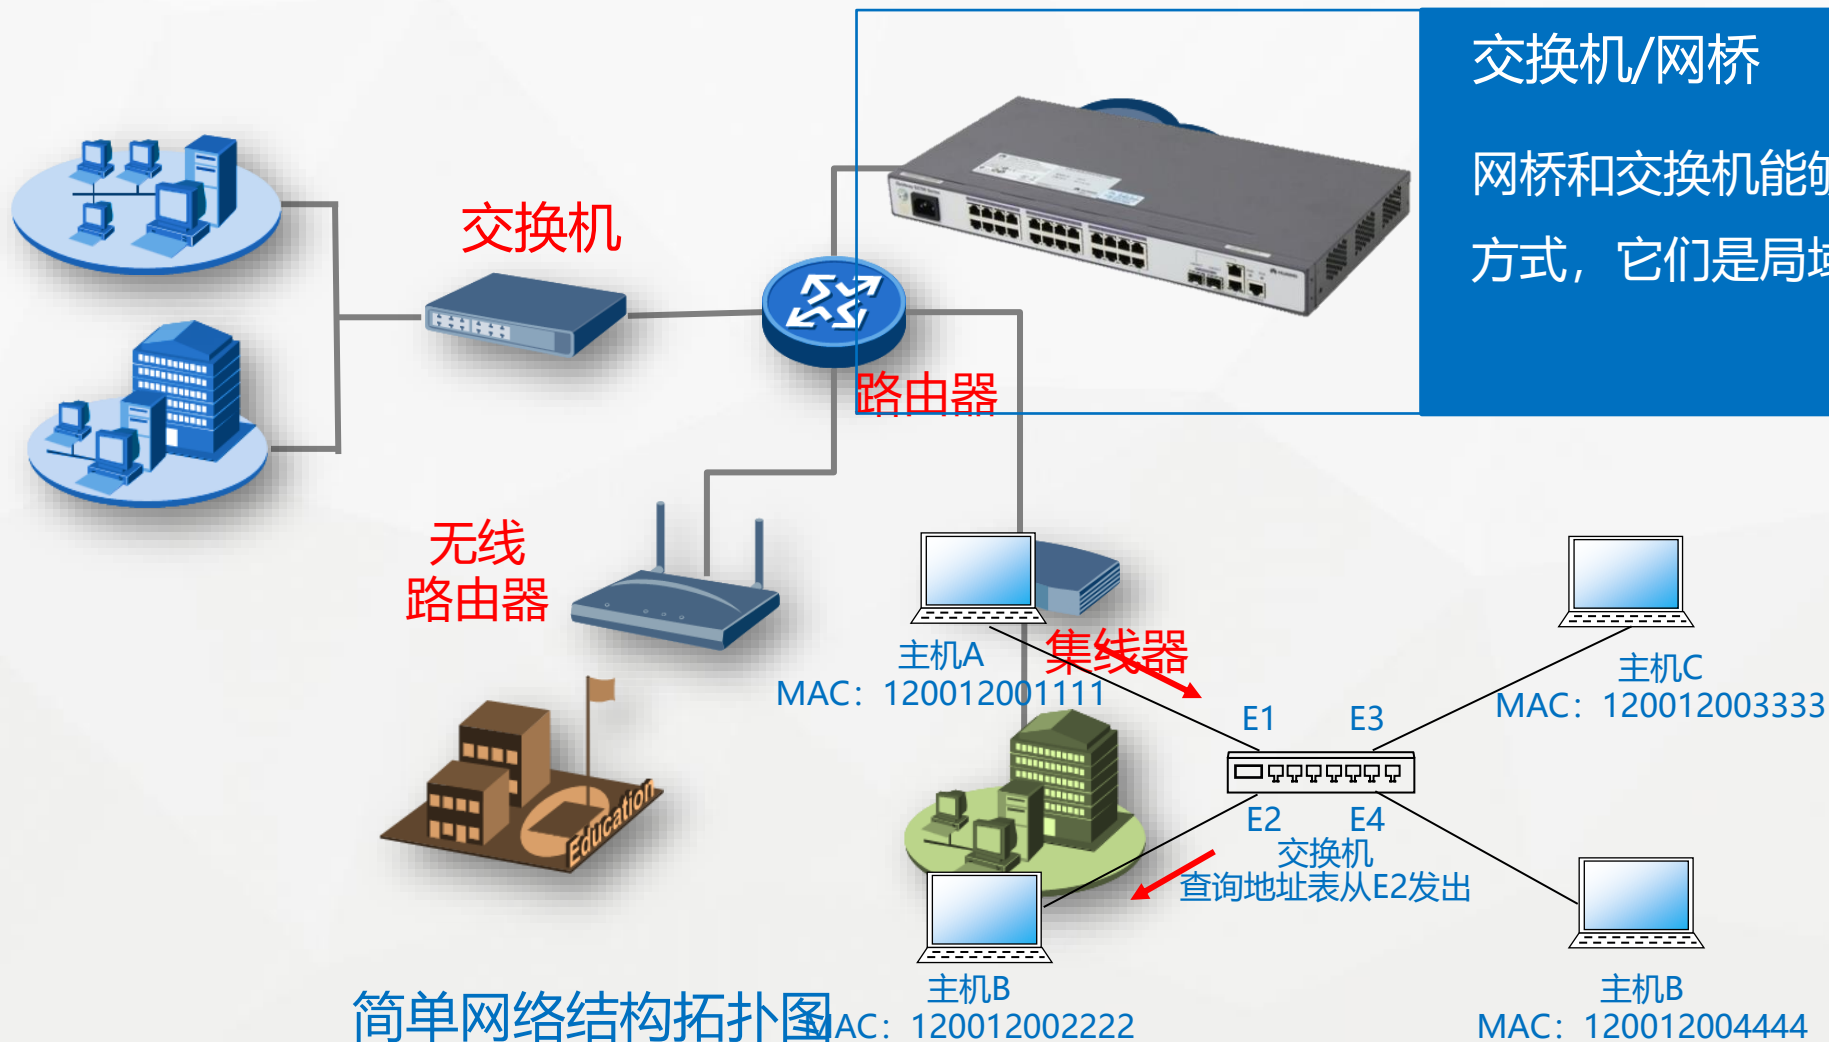 交换机/网桥
网桥和交换机能够
方式，它们是局域
交换机
路由器
无线
路由器
集线器
主机A
MAC：120012001111
主机C
MAC：120012003333
E1
E3
E2
E4
交换机
查询地址表从E2发出
Education
主机B
MAC：120012002222
主机B
MAC：120012004444
简单网络结构拓扑图